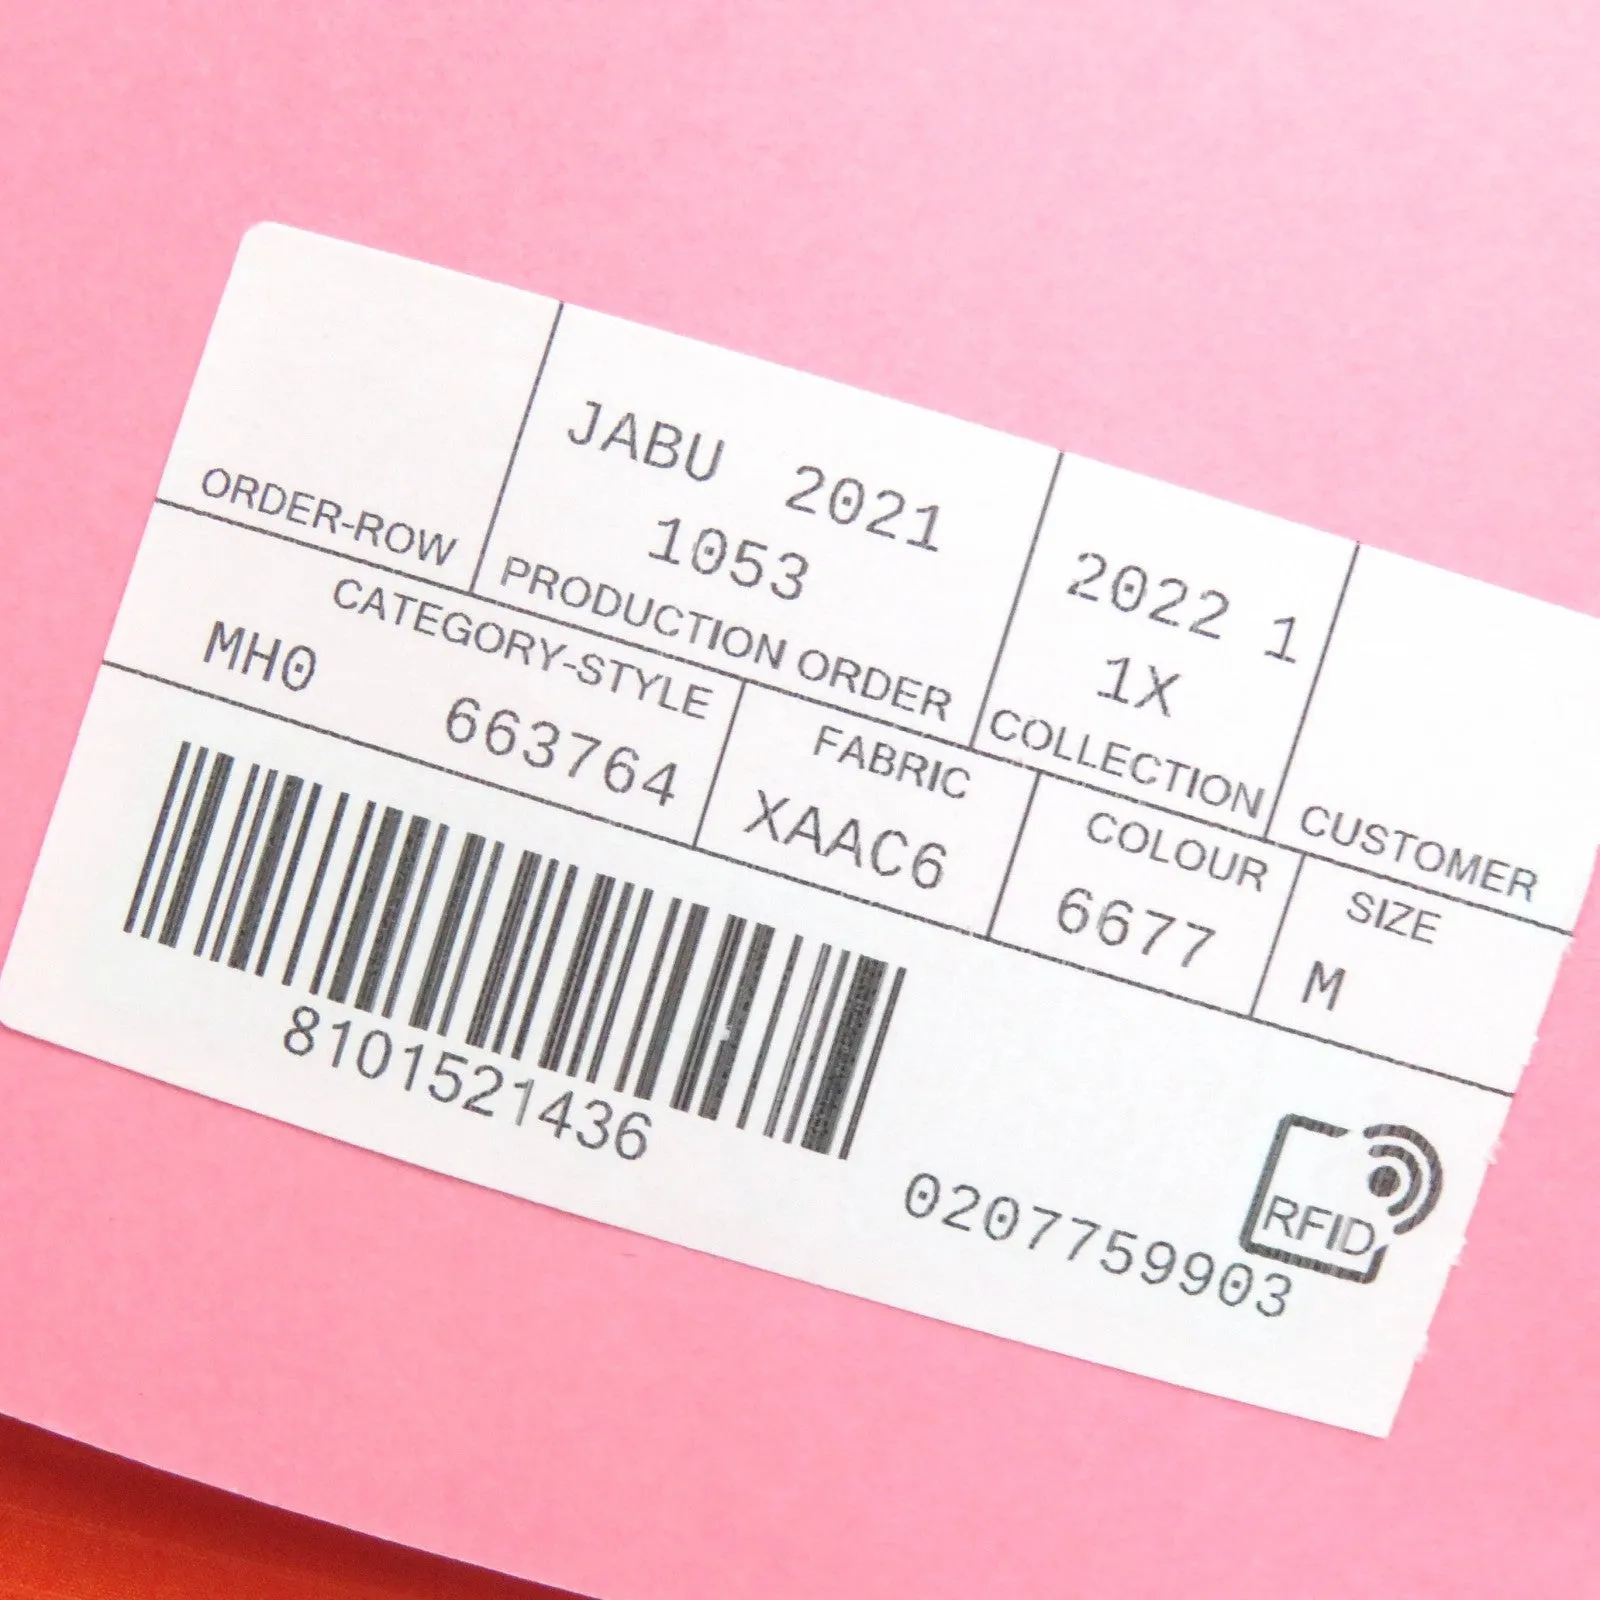 JABU 2021
1053
2022 1
1X
ORDER-ROW
PRODUCTION ORDER
COLLECTION
CUSTOMER
CATEGORY-STYLE
MH0 663764
FABRIC
XAAC6
COLOUR
6677
SIZE
M
8101521436
RFID
0207759903